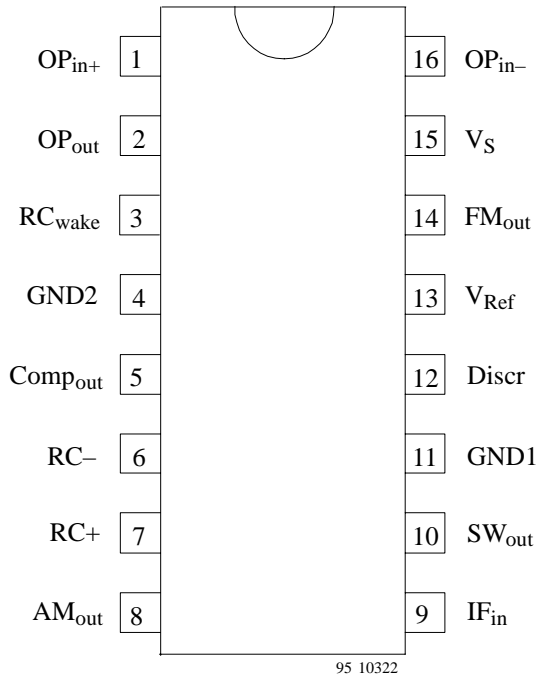 OPin+ 1 16 OPin–
OPout 2 15 VS
RCwake 3 14 FMout
GND2 4 13 VRef
Compout 5 12 Discr
RC– 6 11 GND1
RC+ 7 10 SWout
AMout 8 9 IFin
95 10322